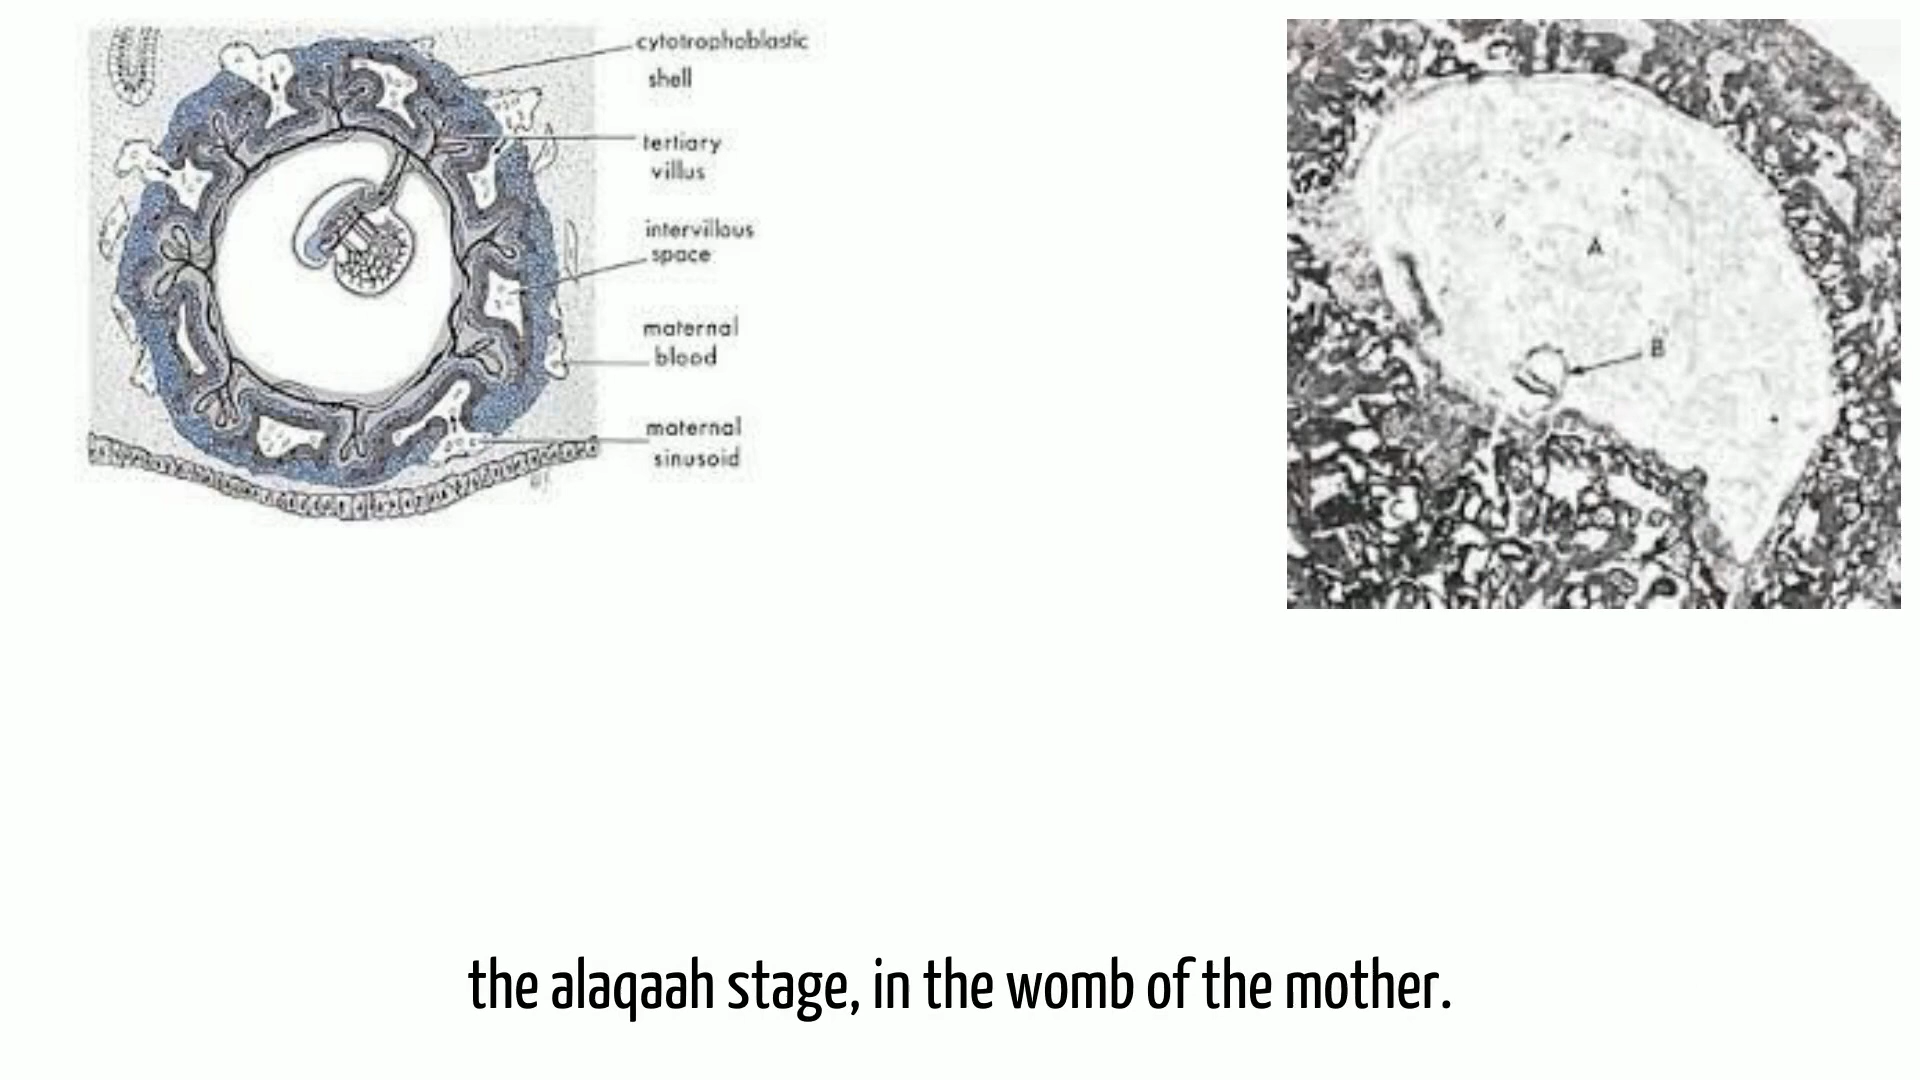 cytotrophoblastic
shell
tertiary
villus
intervillous
space
maternal
blood
maternal
sinusoid
A
B
C
the alaqaah stage, in the womb of the mother.